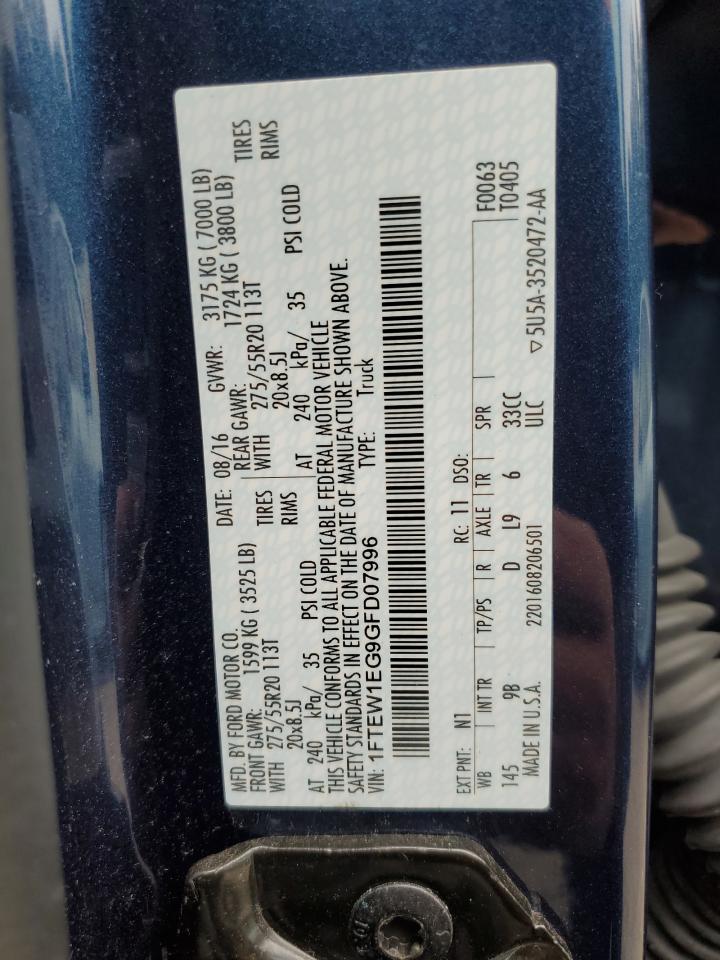 MFD. BY FORD MOTOR CO.
DATE: 08/16 GVWR: 3175 KG ( 7000 LB)
FRONT GAWR: 1599 KG ( 3525 LB) REAR GAWR: 1724 KG ( 3800 LB)
WITH 275/55R20 113T TIRES WITH 275/55R20 113T TIRES
20x8.5J RIMS 20x8.5J RIMS
AT 240 kPa/ 35 PSI COLD AT 240 kPa/ 35 PSI COLD
THIS VEHICLE CONFORMS TO ALL APPLICABLE FEDERAL MOTOR VEHICLE
SAFETY STANDARDS IN EFFECT ON THE DATE OF MANUFACTURE SHOWN ABOVE.
VIN: 1FTEW1EG9GFD07996 TYPE: Truck
EXT PNT: N1 RC: 11 DSO: F0063
WB INT TR TP/PS R AXLE TR SPR T0405
145 9B D L9 6 33CC
MADE IN U.S.A. 2201608206501 ULC ▽5U5A-3520472-AA